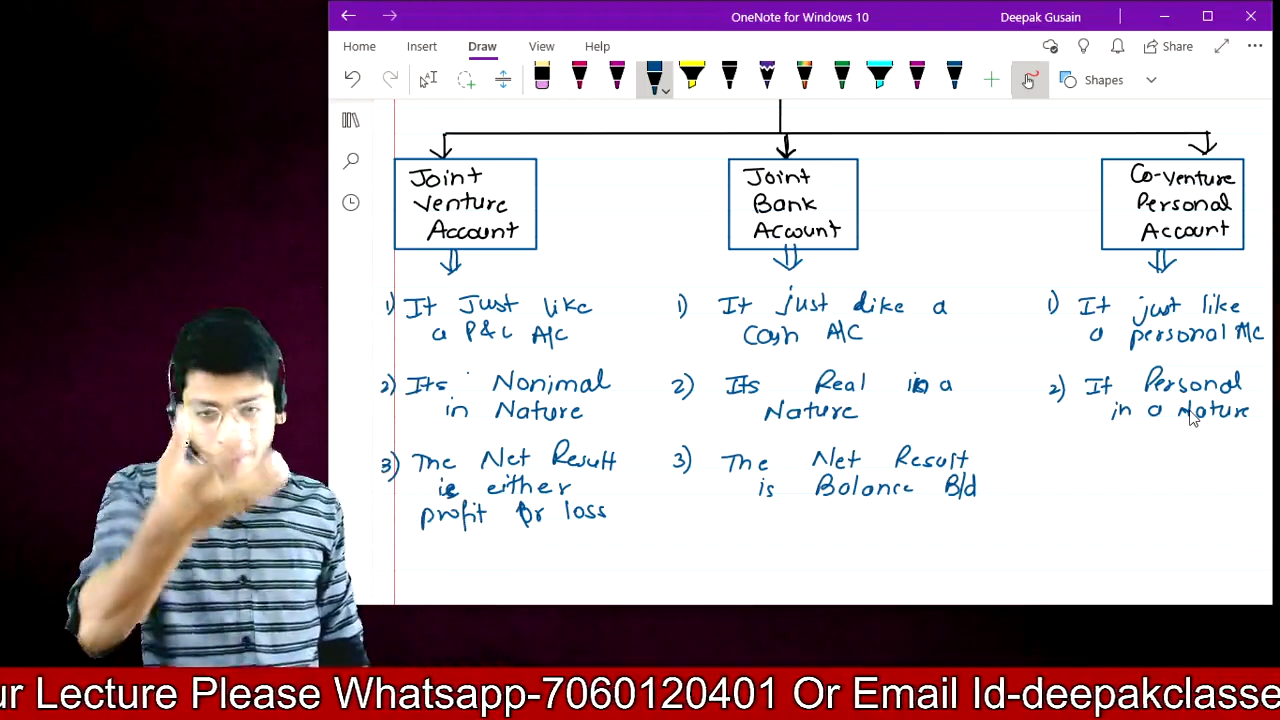 OneNote for Windows 10
Deepak Gusain
Home Insert Draw View Help
Share
Shapes
Joint
Venture
Account
Joint
Bank
Account
Co-venture
Personal
Account
1) It Just like
a P&L A/c
2) Its Nonimal
in Nature
3) The Net Result
is either
profit Or loss
1) It just like a
Cash A/C
2) Its Real in a
Nature
3) The Net Result
is Balance B/d
1) It just like
a personal A/c
2) It Personal
in a Nature
ur Lecture Please Whatsapp-7060120401 Or Email Id-deepakclasse